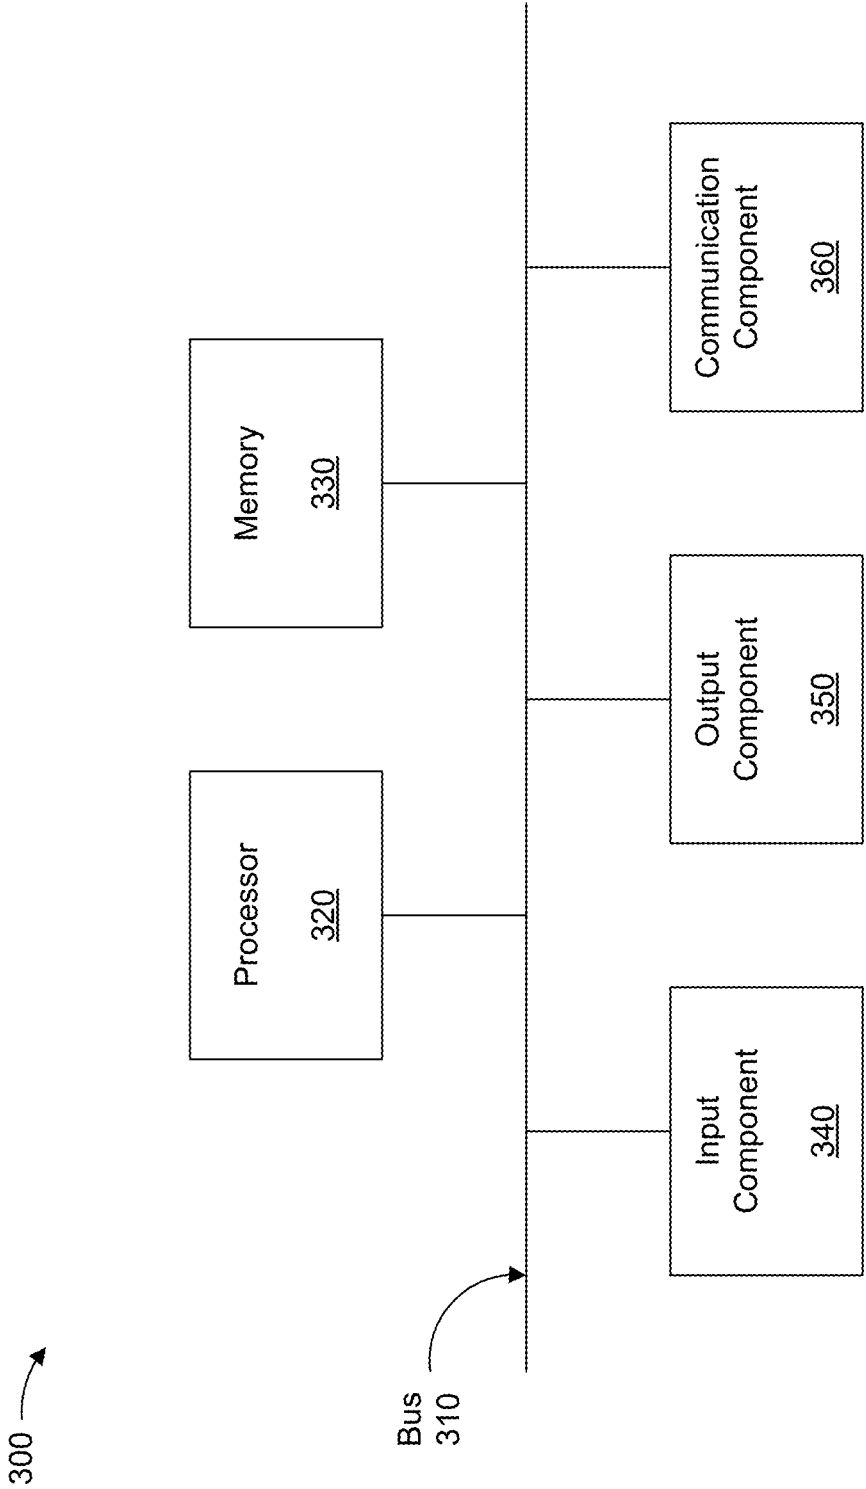 300
Bus
310
Processor
320
Memory
330
Input
Component
340
Output
Component
350
Communication
Component
360